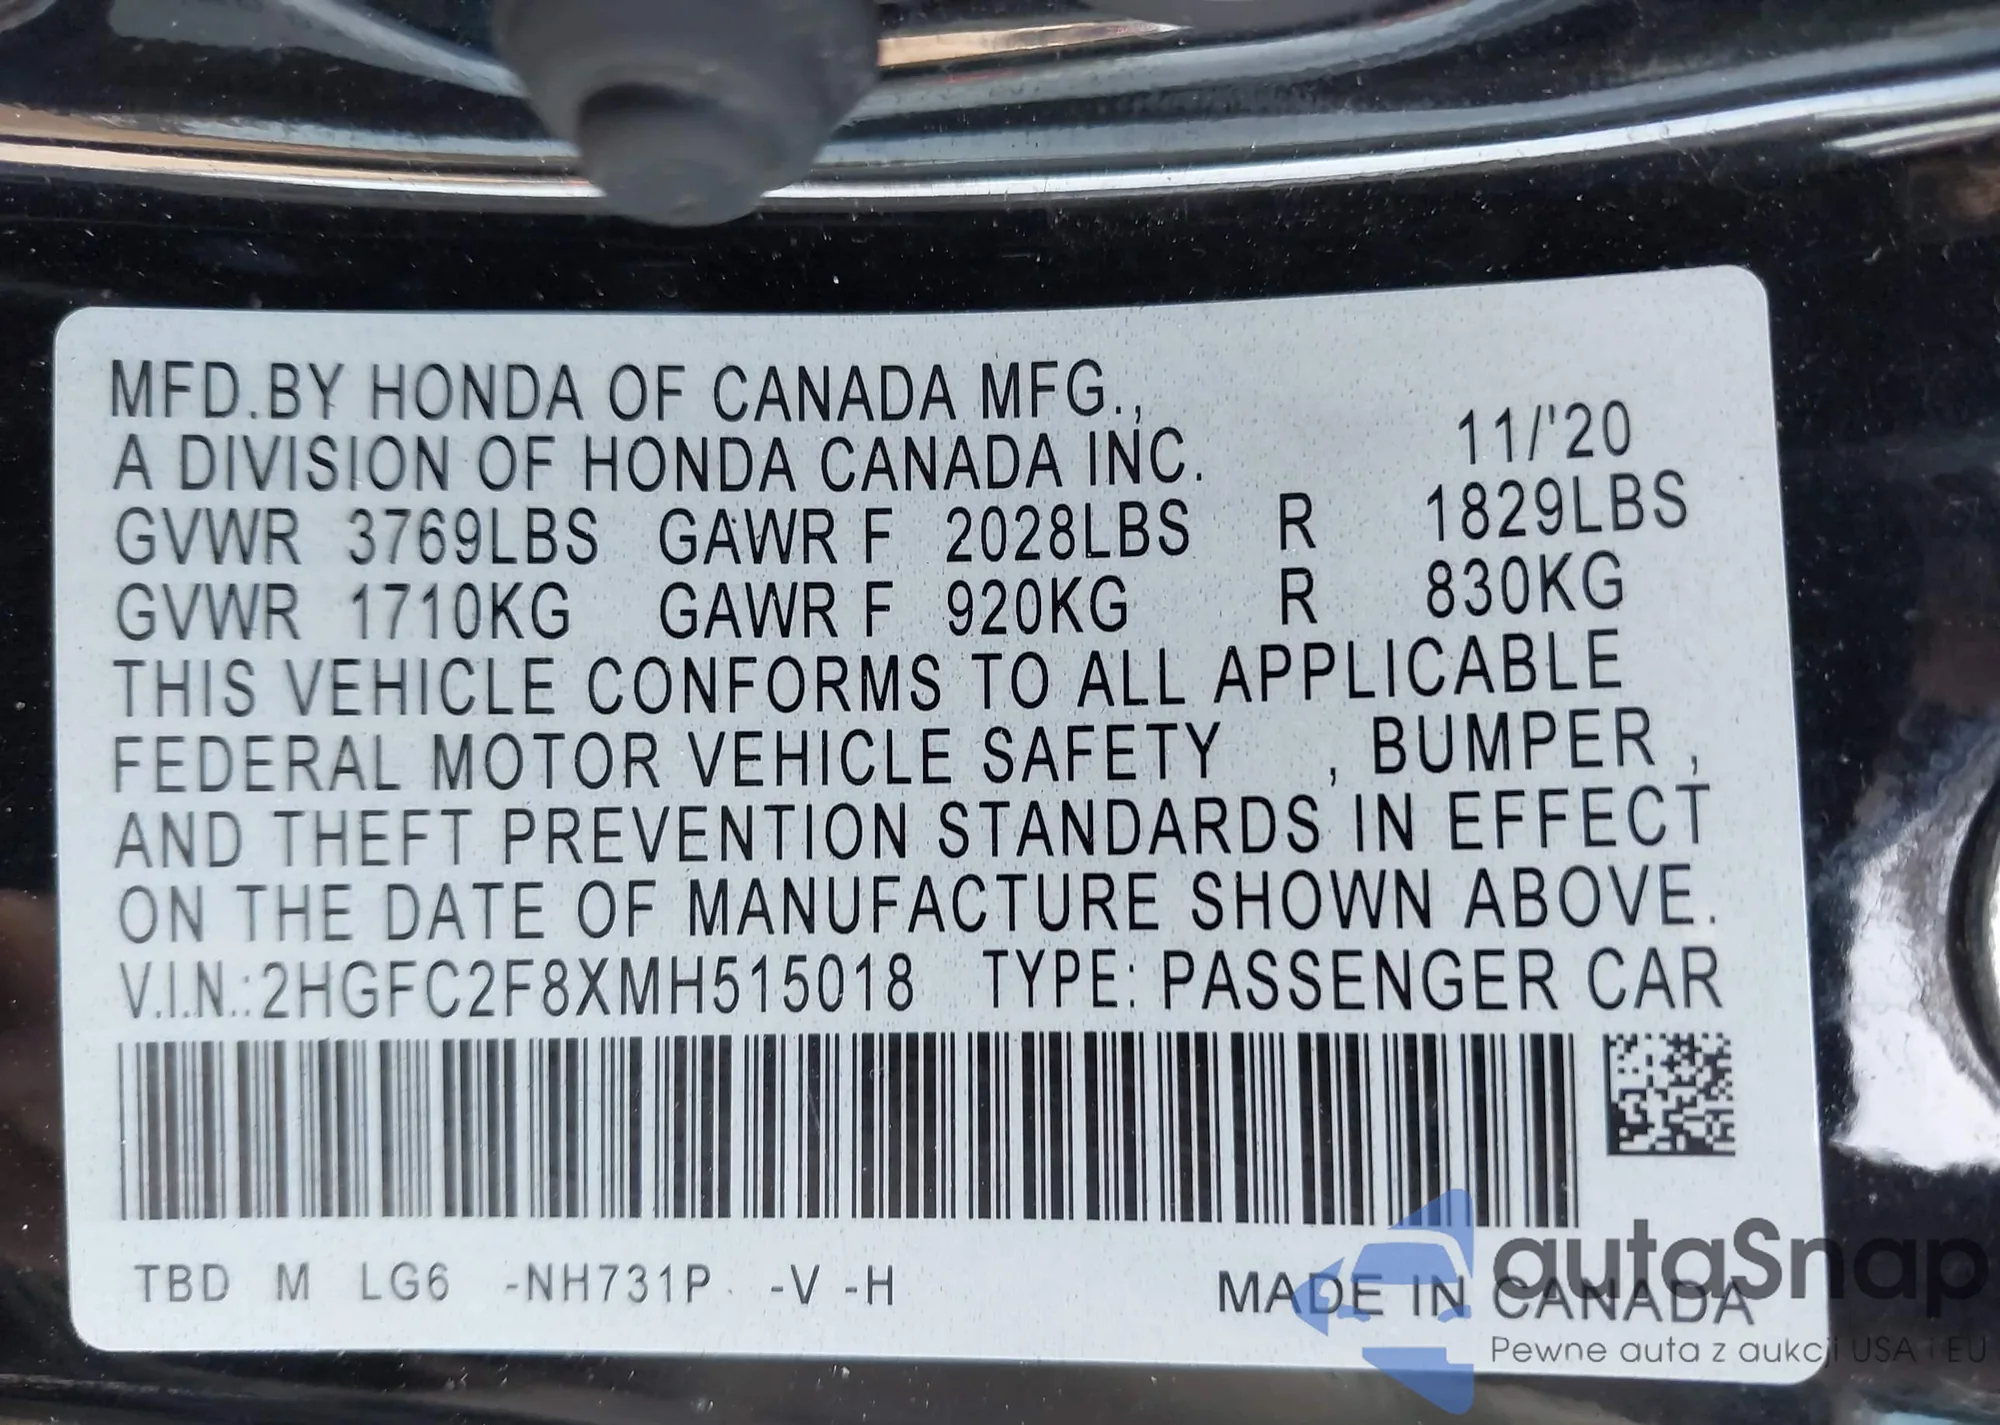 MFD.BY HONDA OF CANADA MFG.,
A DIVISION OF HONDA CANADA INC. 11/'20
GVWR 3769LBS GAWR F 2028LBS R 1829LBS
GVWR 1710KG GAWR F 920KG R 830KG
THIS VEHICLE CONFORMS TO ALL APPLICABLE
FEDERAL MOTOR VEHICLE SAFETY , BUMPER ,
AND THEFT PREVENTION STANDARDS IN EFFECT
ON THE DATE OF MANUFACTURE SHOWN ABOVE.
V.I.N.:2HGFC2F8XMH515018 TYPE: PASSENGER CAR
TBD M LG6 -NH731P -V -H MADE IN CANADA
autaSnap
Pewne auta z aukcji USA i EU